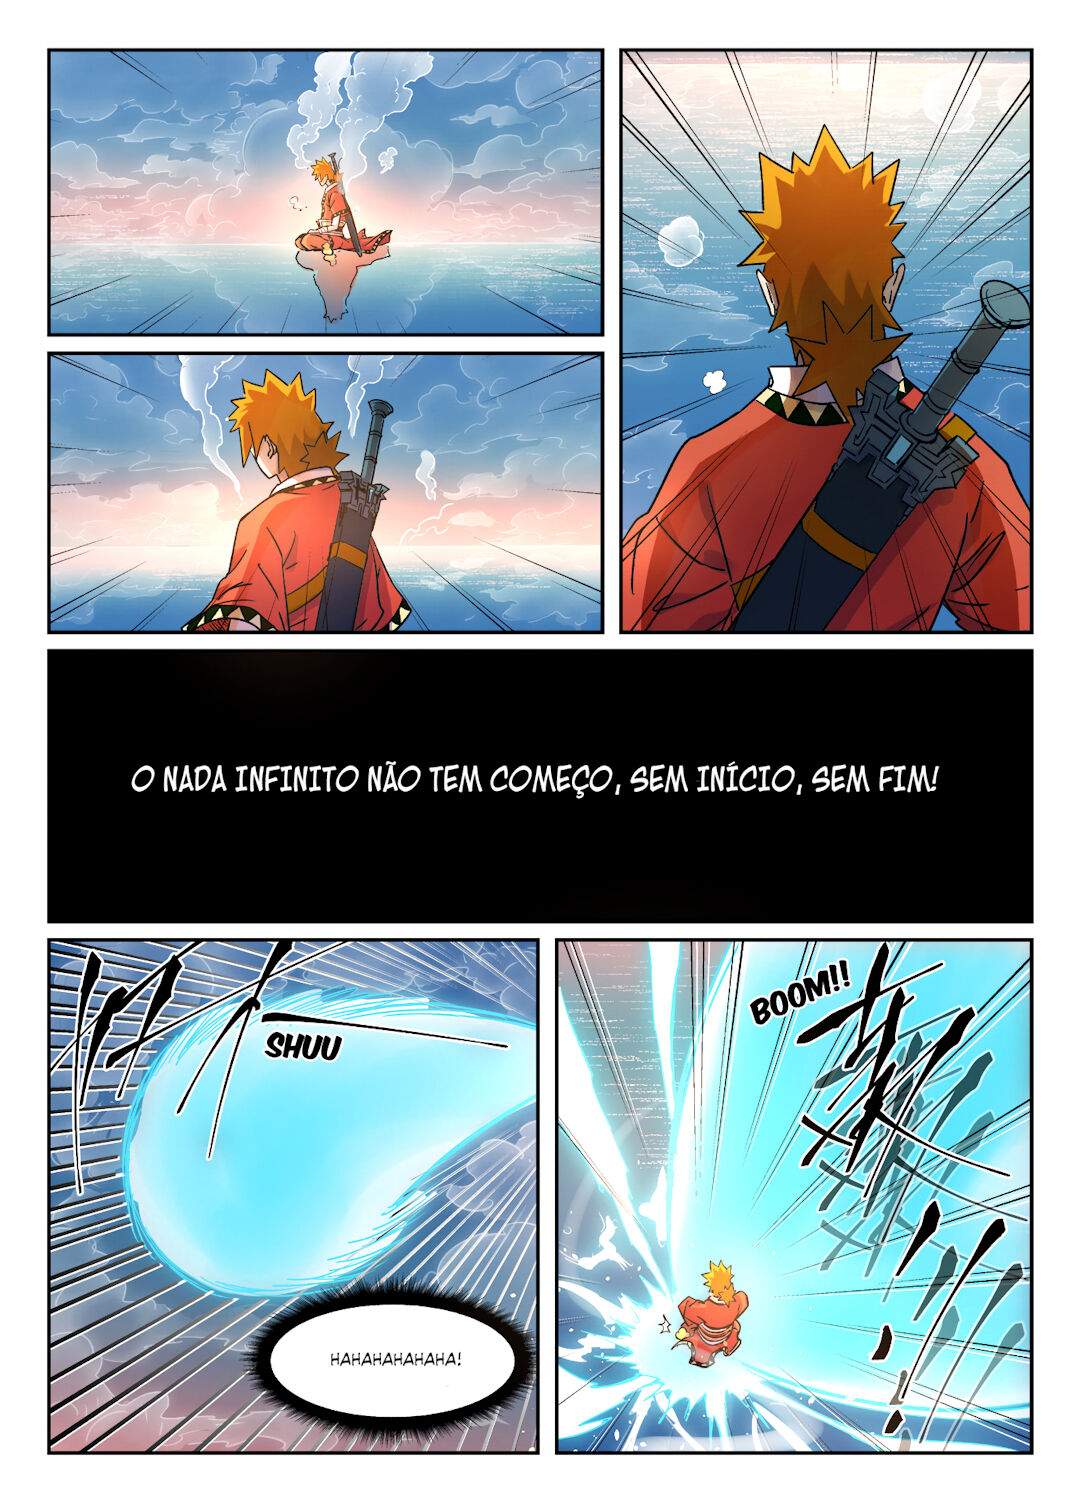 O NADA INFINITO NÃO TEM COMEÇO, SEM INÍCIO, SEM FIM!
SHUU
HAHAHAHAHAHA!
BOOM!!